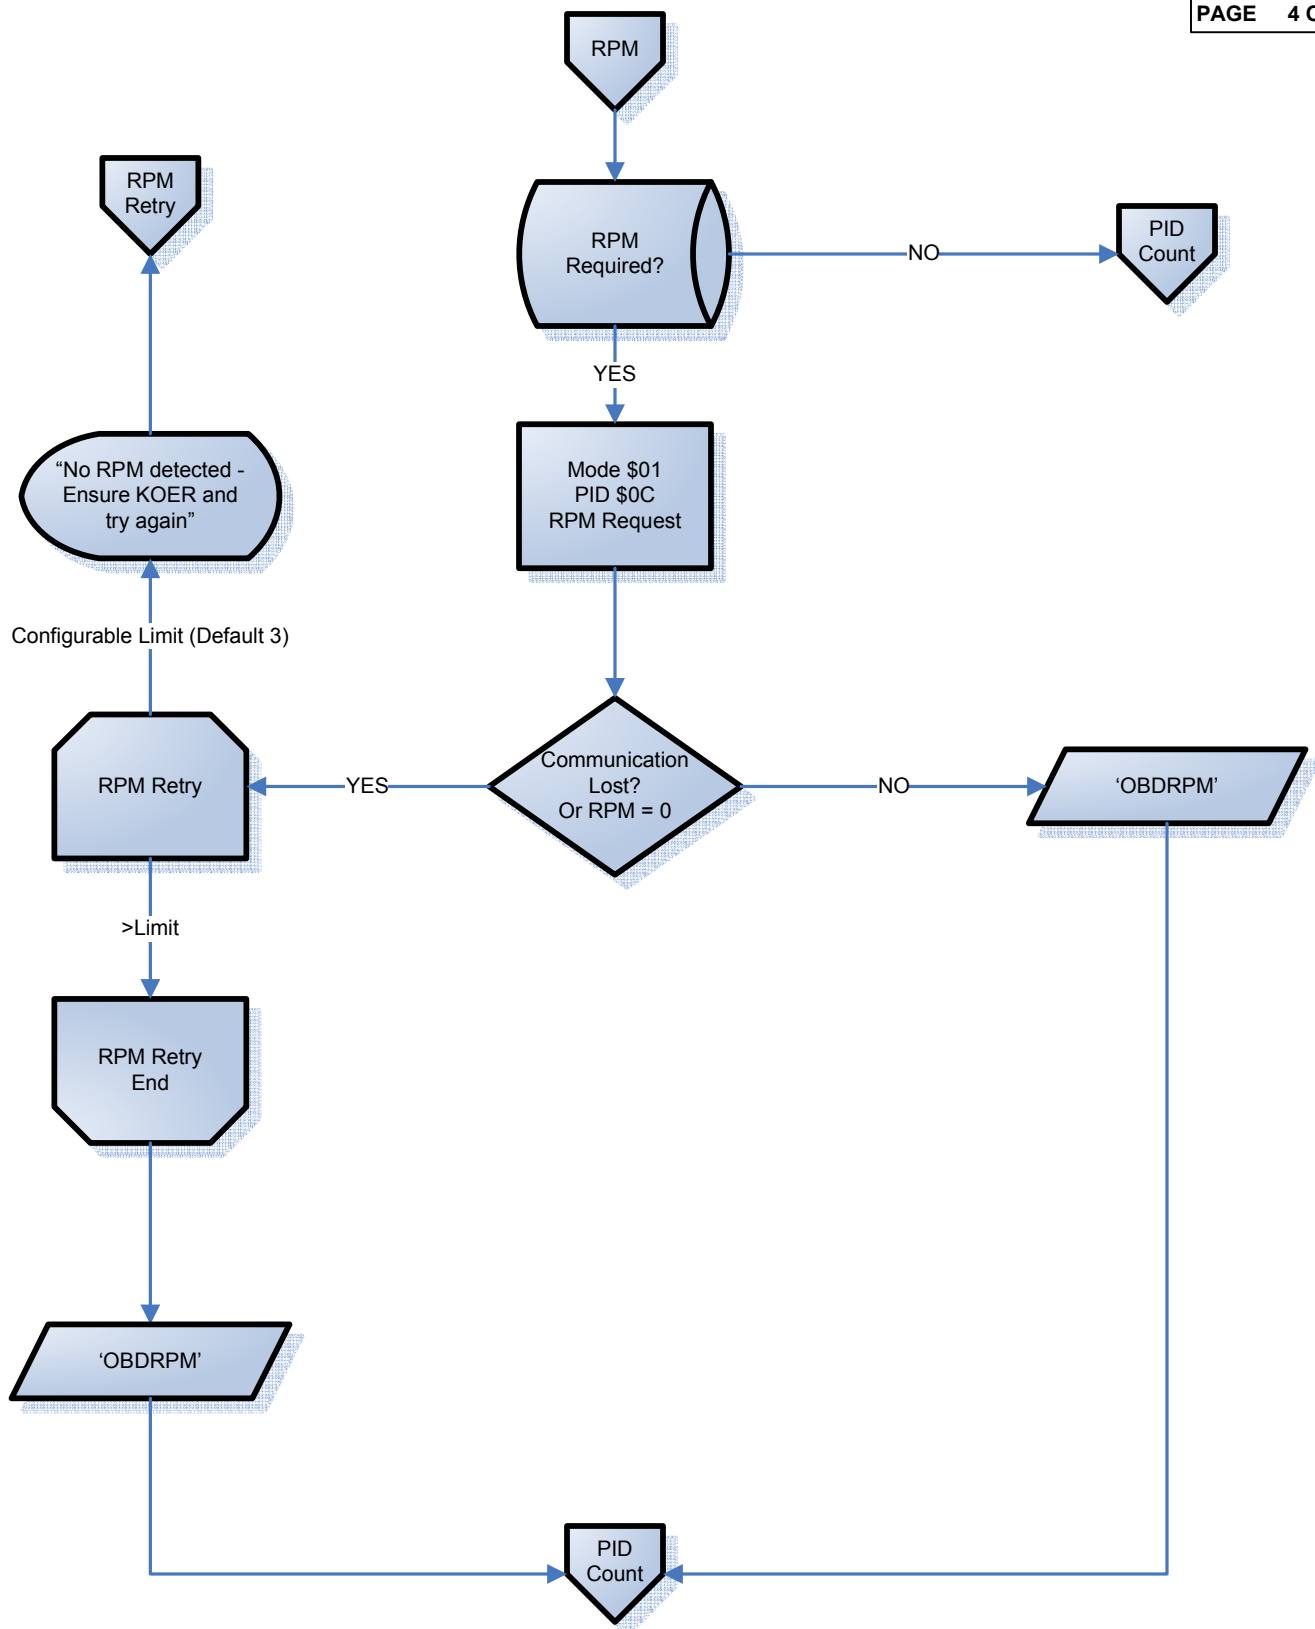 PAGE 4
RPM
RPM
Retry
RPM
Required?
NO
PID
Count
YES
"No RPM detected -
Ensure KOER and
try again"
Mode $01
PID $0C
RPM Request
Configurable Limit (Default 3)
RPM Retry
YES
Communication
Lost?
Or RPM = 0
NO
'OBDRPM'
>Limit
RPM Retry
End
'OBDRPM'
PID
Count